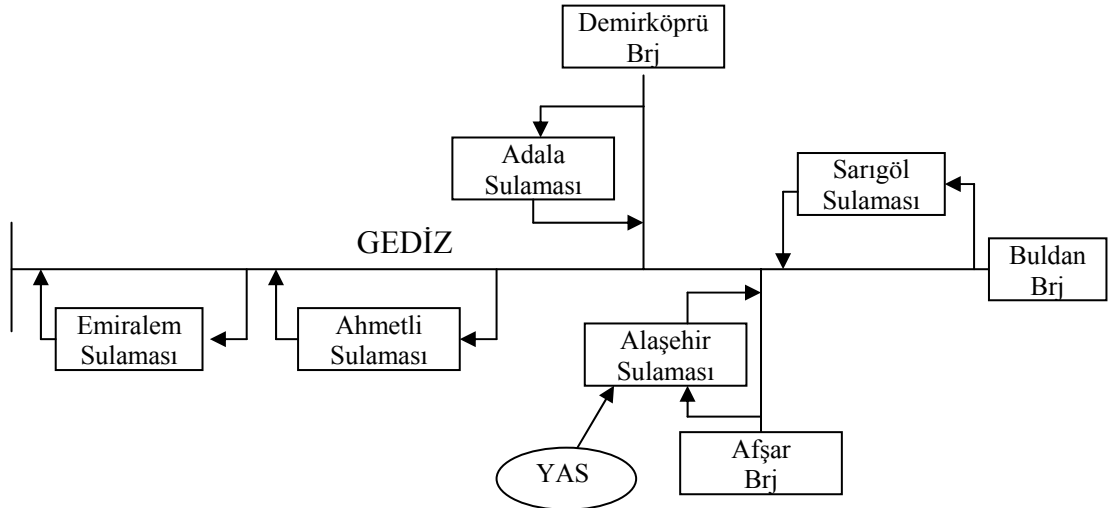 Demirköprü
Brj
Adala
Sulaması
Sarıgöl
Sulaması
GEDİZ
Buldan
Brj
Emiralem
Sulaması
Ahmetli
Sulaması
Alaşehir
Sulaması
YAS
Afşar
Brj